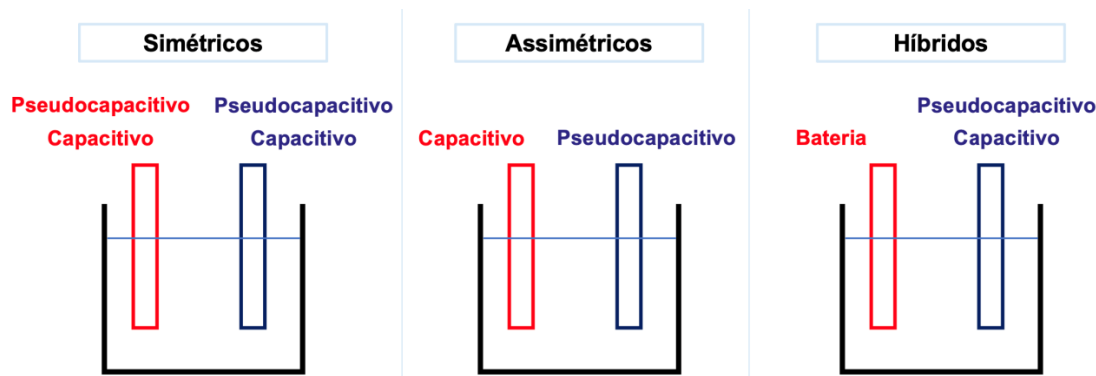 Simétricos
Pseudocapacitivo
Capacitivo
Pseudocapacitivo
Capacitivo
Assimétricos
Capacitivo
Pseudocapacitivo
Híbridos
Bateria
Pseudocapacitivo
Capacitivo